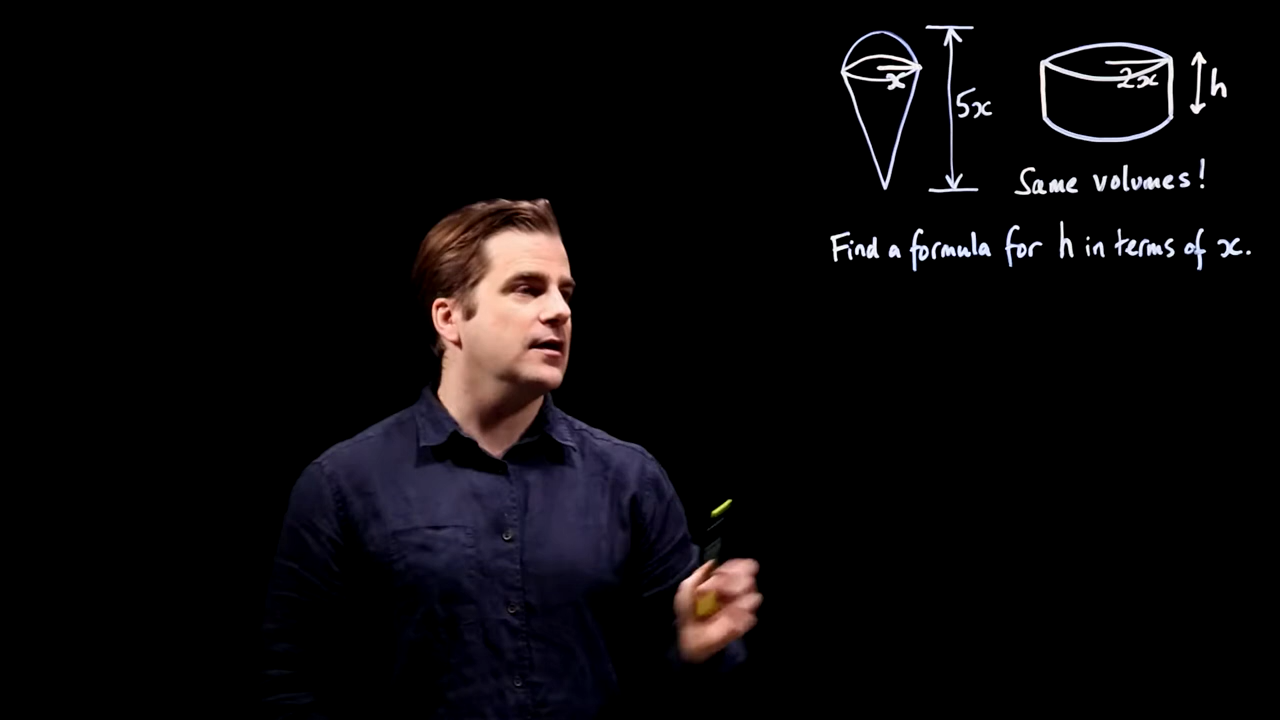 x
5x
2x
h
Same volumes!
Find a formula for h in terms of x.